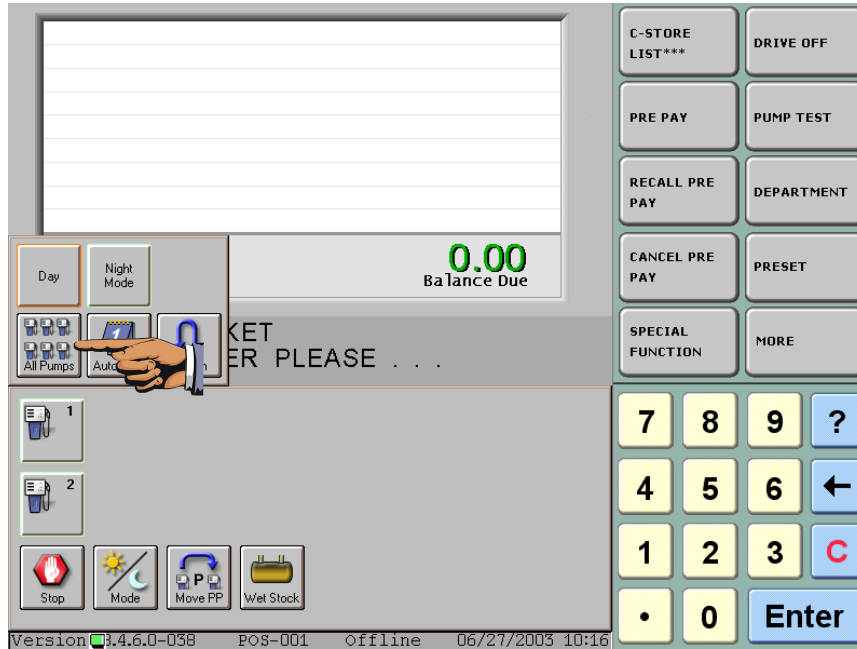 C-STORE
LIST***
DRIVE OFF
PRE PAY
PUMP TEST
RECALL PRE
PAY
DEPARTMENT
CANCEL PRE
PAY
PRESET
SPECIAL
FUNCTION
MORE
0.00
Balance Due
Day
Night
Mode
All Pumps
KET
ER PLEASE . . .
1
2
Stop
Mode
P
Move PP
Wet Stock
7 8 9 ?
4 5 6 ←
1 2 3 C
• 0 Enter
3.4.6.0-038 POS-001 Offline 06/27/2003 10:16